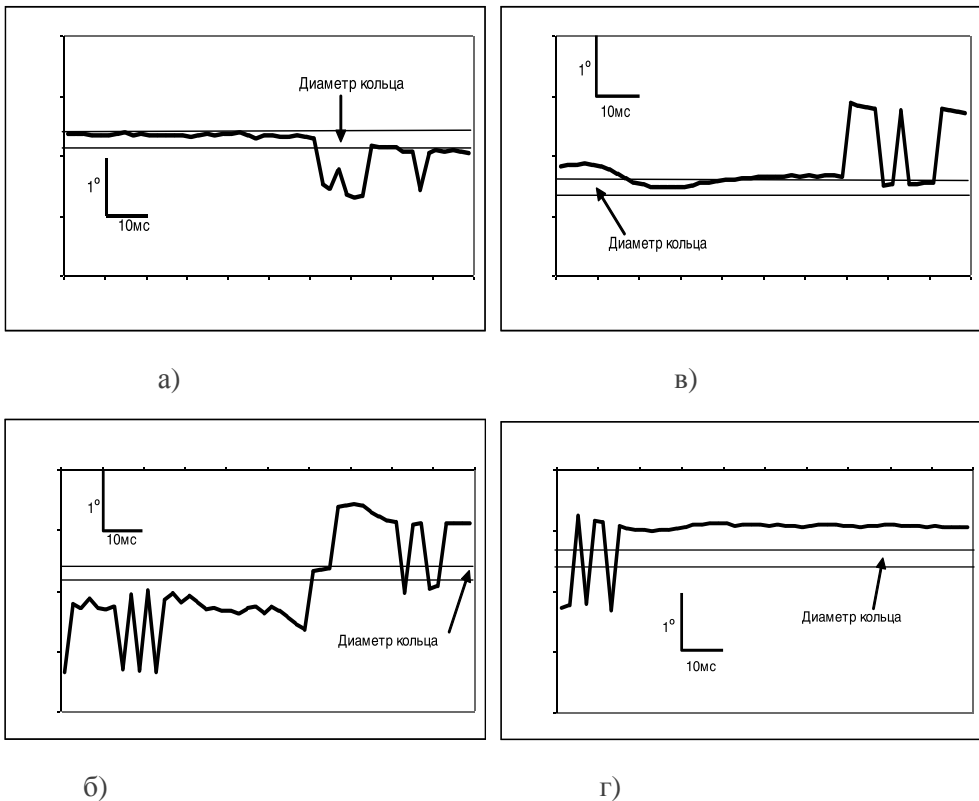 Диаметр кольца
1°
10мс
а)
1°
10мс
Диаметр кольца
в)
1°
10мс
Диаметр кольца
б)
Диаметр кольца
1°
10мс
г)